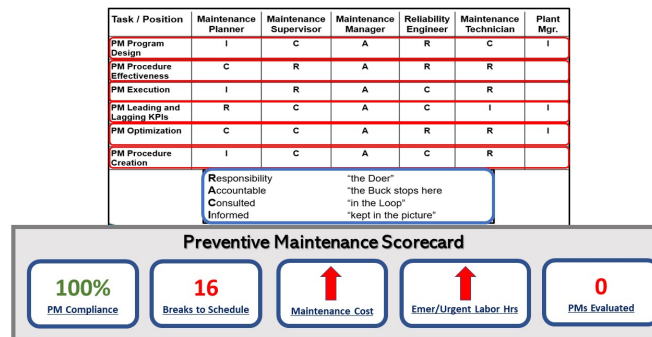 Task / Position Maintenance Planner Maintenance Supervisor Maintenance Manager Reliability Engineer Maintenance Technician Plant Mgr.
PM Program Design I C A R C I
PM Procedure Effectiveness C R A R R
PM Execution I R A C R
PM Leading and Lagging KPIs R C A C I I
PM Optimization C C A R R I
PM Procedure Creation I C A C R
Responsibility "the Doer"
Accountable "the Buck stops here
Consulted "in the Loop"
Informed "kept in the picture"
Preventive Maintenance Scorecard
100%
PM Compliance
16
Breaks to Schedule
Maintenance Cost
Emer/Urgent Labor Hrs
0
PMs Evaluated